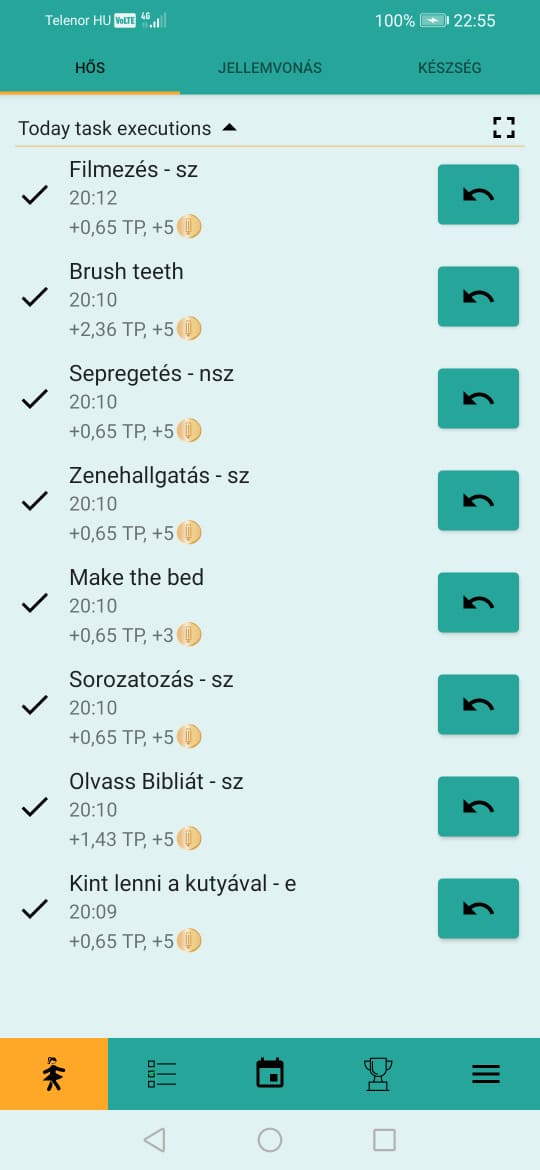 Telenor HU VoLTE 4G 100% 22:55
HŐS JELLEMVONÁS KÉSZSÉG
Today task executions
Filmezés - sz
20:12
+0,65 TP, +5
Brush teeth
20:10
+2,36 TP, +5
Sepregetés - nsz
20:10
+0,65 TP, +5
Zenehallgatás - sz
20:10
+0,65 TP, +5
Make the bed
20:10
+0,65 TP, +3
Sorozatozás - sz
20:10
+0,65 TP, +5
Olvass Bibliát - sz
20:10
+1,43 TP, +5
Kint lenni a kutyával - e
20:09
+0,65 TP, +5